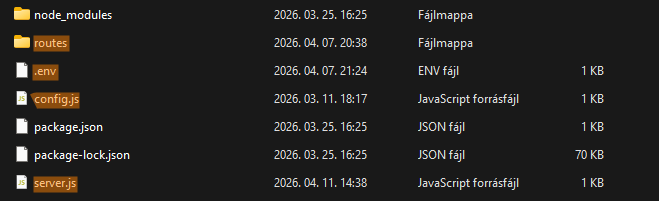 node_modules 2026. 03. 25. 16:25 Fájlmappa
routes 2026. 04. 07. 20:38 Fájlmappa
.env 2026. 04. 07. 21:24 ENV fájl 1 KB
config.js 2026. 03. 11. 18:17 JavaScript forrásfájl 1 KB
package.json 2026. 03. 25. 16:25 JSON fájl 1 KB
package-lock.json 2026. 03. 25. 16:25 JSON fájl 70 KB
server.js 2026. 04. 11. 14:38 JavaScript forrásfájl 1 KB